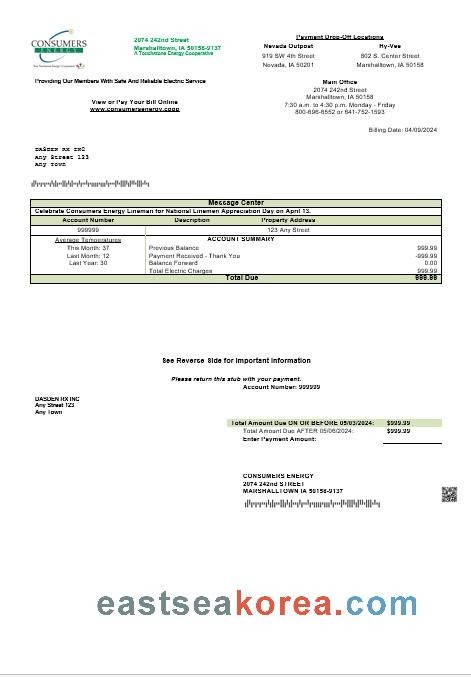 CONSUMERS
ENERGY
2074 242nd Street
Marshalltown, IA 50158-9137
A Touchstone Energy Cooperative
Providing Our Members With Safe And Reliable Electric Service
View or Pay Your Bill Online
www.consumersenergy.coop
Payment Drop-Off Locations
Nevada Outpost Hy-Vee
919 SW 4th Street 802 S. Center Street
Nevada, IA 50201 Marshalltown, IA 50158
Main Office
2074 242nd Street
Marshalltown, IA 50158
7:30 a.m. to 4:30 p.m. Monday - Friday
800-696-6552 or 641-752-1593
Billing Date: 04/09/2024
DASDEN RX INC
Any Street 123
Any Town
Message Center
Celebrate Consumers Energy Lineman for National Linemen Appreciation Day on April 13.
Account Number Description Property Address
999999 123 Any Street
Average Temperatures ACCOUNT SUMMARY
This Month: 37 Previous Balance 999.99
Last Month: 12 Payment Received - Thank You -999.99
Last Year: 30 Balance Forward 0.00
Total Electric Charges 999.99
Total Due 999.99
See Reverse Side for Important Information
Please return this stub with your payment.
Account Number: 999999
DASDEN RX INC
Any Street 123
Any Town
Total Amount Due ON OR BEFORE 05/03/2024: $999.99
Total Amount Due AFTER 05/06/2024: $999.99
Enter Payment Amount:
CONSUMERS ENERGY
2074 242nd STREET
MARSHALLTOWN IA 50158-9137
eastseakorea.com